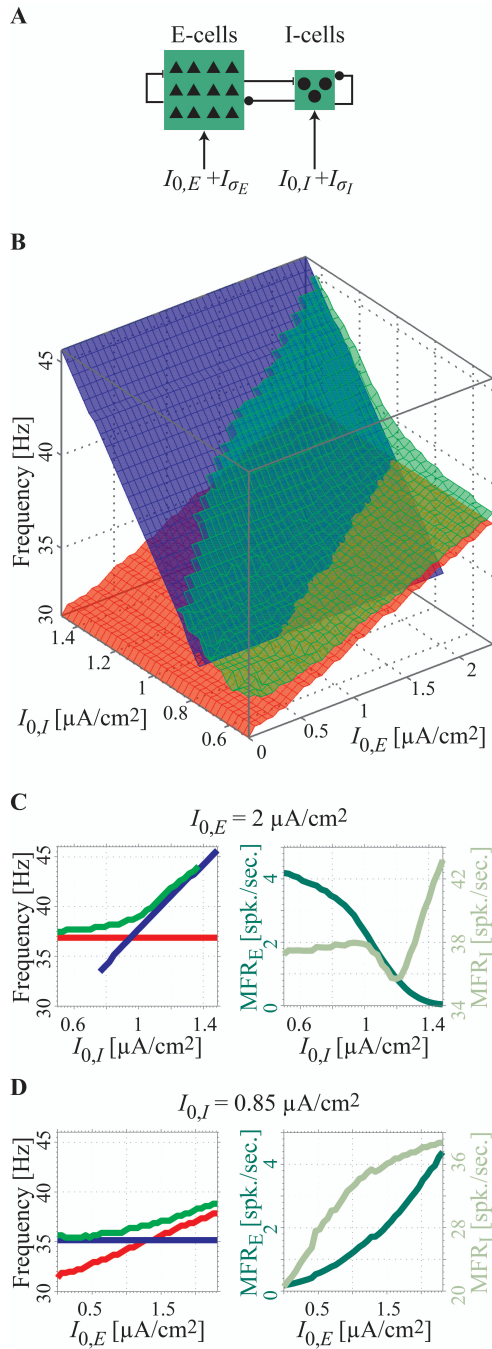 A
E-cells I-cells
I0,E +IσE I0,I+IσI
B
45
40
35
30
Frequency [Hz]
1.4
1.2
1
0.8
0.6
I0,I [µA/cm2]
0
0.5
1
1.5
2
I0,E [µA/cm2]
C
I0,E = 2 µA/cm2
Frequency [Hz]
30 35 40 45
0.6 1 1.4
I0,I [µA/cm2]
MFRE [spk./sec.]
0 2 4
MFRI [spk./sec.]
34 38 42
0.6 1 1.4
I0,I [µA/cm2]
D
I0,I = 0.85 µA/cm2
Frequency [Hz]
30 35 40 45
0.5 1.5
I0,E [µA/cm2]
MFRE [spk./sec.]
0 2 4
MFRI [spk./sec.]
20 28 36
0.5 1.5
I0,E [µA/cm2]